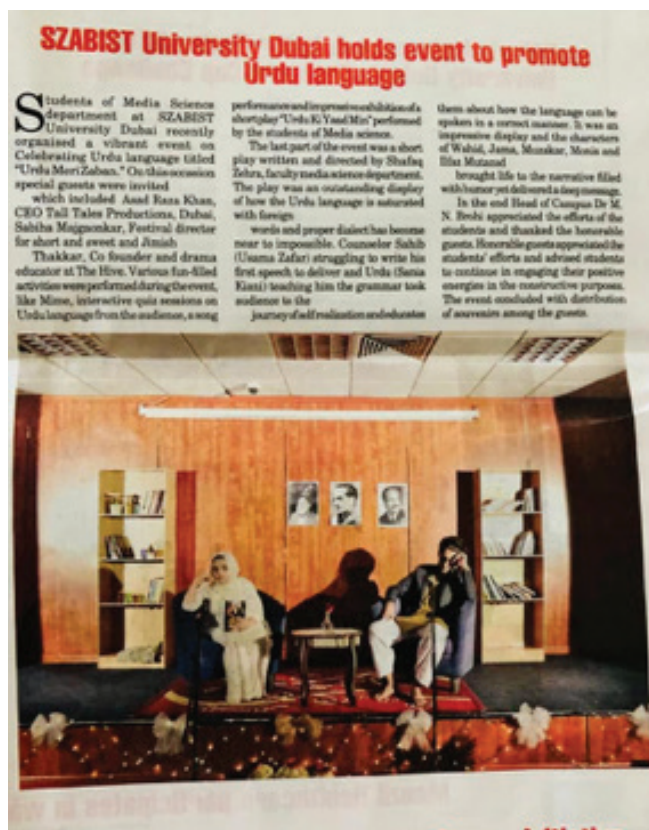 SZABIST University Dubai holds event to promote
Urdu language
Students of Media Science
department at SZABIST
University Dubai recently
organised a vibrant event on
Celebrating Urdu language titled
"Urdu Meri Zaban." On this occasion
special guests were invited
which included Asad Raza Khan,
CEO Tall Tales Productions, Dubai,
Sabiha Majgaonkar, Festival director
for short and sweet and Jimish
Thakkar, Co founder and drama
educator at The Hive. Various fun-filled
activities were performed during the event,
like Mime, interactive quiz sessions on
Urdu language from the audience, a song
performance and impressive exhibition of a
short play "Urdu Ki Yaad Min" performed
by the students of Media science.
The last part of the event was a short
play written and directed by Shafaq
Zehra, faculty media science department.
The play was an outstanding display
of how the Urdu language is saturated
with foreign
words and proper dialect has become
near to impossible. Counselor Sahib
(Usama Zafar) struggling to write his
first speech to deliver and Urdu (Sania
Kiani) teaching him the grammar took
audience to the
journey of self realization and educates
them about how the language can be
spoken in a correct manner. It was an
impressive display and the characters
of Wahid, Jama, Muzakar, Monis and
brought life to the narrative filled
with humor yet delivered a deep message.
In the end Head of Campus Dr M.
N. Brohi appreciated the efforts of the
students and thanked the honorable
guests. Honorable guests appreciated the
students' efforts and advised students
to continue in engaging their positive
energies in the constructive purposes.
The event concluded with distribution
of souvenirs among the guests.